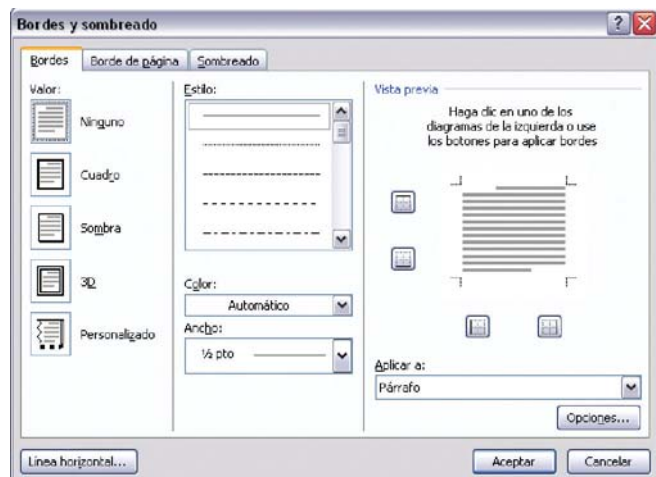 Bordes y sombreado
Bordes
Borde de página
Sombreado
Valor:
Ninguno
Cuadro
Sombra
3D
Personalizado
Estilo:
Color:
Automático
Ancho:
½ pto
Vista previa
Haga clic en uno de los
diagramas de la izquierda o use
los botones para aplicar bordes
Aplicar a:
Párrafo
Opciones...
Línea horizontal...
Aceptar
Cancelar